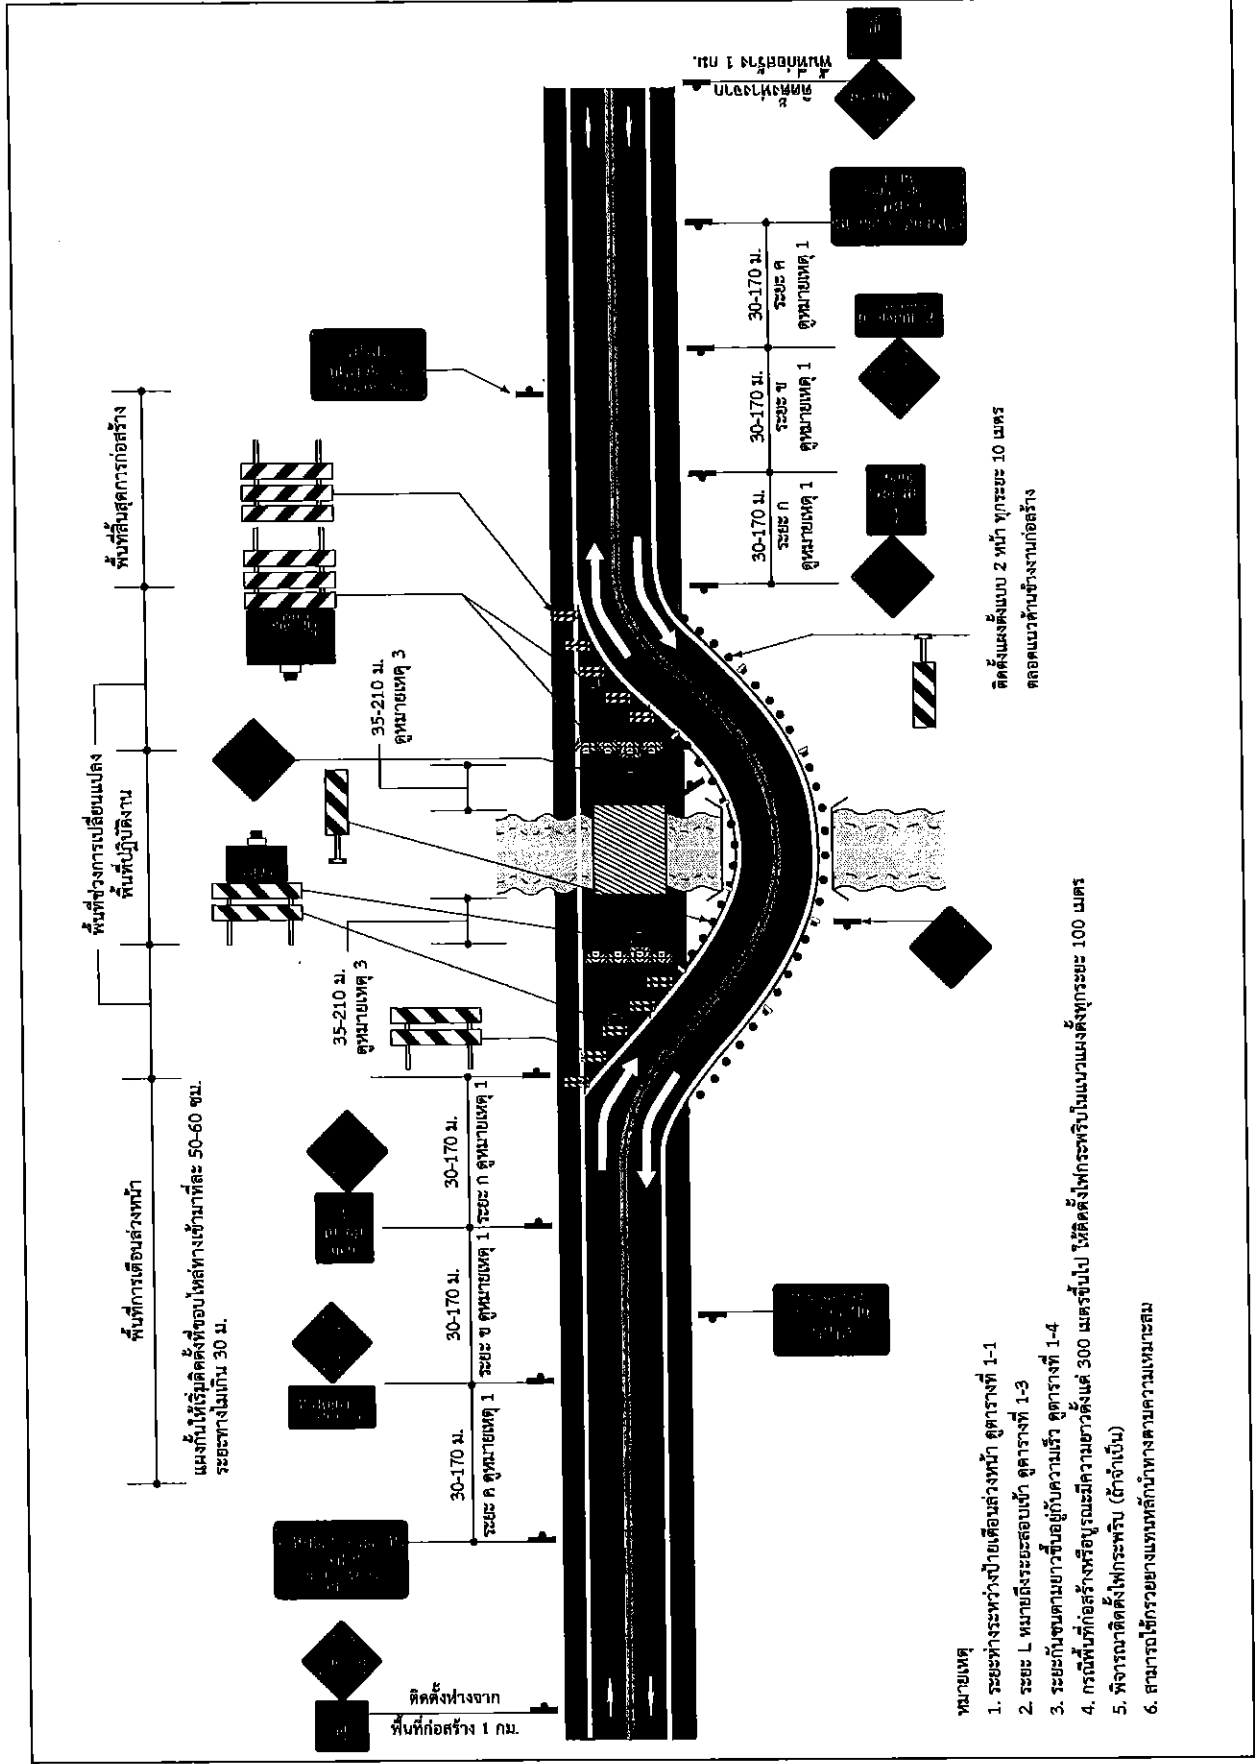 พื้นที่การเตือนล่วงหน้า
พื้นที่ช่วงการเปลี่ยนแปลง
พื้นที่ปฏิบัติงาน
พื้นที่สิ้นสุดการก่อสร้าง
แผงกั้นให้เริ่มติดตั้งที่ขอบไหล่ทางเข้ามาทีละ 50-60 ซม.
ระยะทางไม่เกิน 30 ม.
35-210 ม.
ดูหมายเหตุ 3
35-210 ม.
ดูหมายเหตุ 3
30-170 ม.
ระยะ ค ดูหมายเหตุ 1
30-170 ม.
ระยะ ข ดูหมายเหตุ 1
30-170 ม.
ระยะ ก ดูหมายเหตุ 1
ติดตั้งห่างจาก
พื้นที่ก่อสร้าง 1 กม.
ติดตั้งห่างจาก
พื้นที่ก่อสร้าง 1 กม.
30-170 ม.
ระยะ ก
ดูหมายเหตุ 1
30-170 ม.
ระยะ ข
ดูหมายเหตุ 1
30-170 ม.
ระยะ ค
ดูหมายเหตุ 1
ติดตั้งแผงตั้งแบบ 2 หน้า ทุกระยะ 10 เมตร
ตลอดแนวด้านข้างงานก่อสร้าง
หมายเหตุ
1. ระยะห่างระหว่างป้ายเตือนล่วงหน้า ดูตารางที่ 1-1
2. ระยะ L หมายถึงระยะสอบเข้า ดูตารางที่ 1-3
3. ระยะกันชนตามยาวขึ้นอยู่กับความเร็ว ดูตารางที่ 1-4
4. กรณีพื้นที่ก่อสร้างหรือบูรณะมีความยาวตั้งแต่ 300 เมตรขึ้นไป ให้ติดตั้งไฟกระพริบในแนวแผงตั้งทุกระยะ 100 เมตร
5. พิจารณาติดตั้งไฟกระพริบ (ถ้าจำเป็น)
6. สามารถใช้กรวยยางแทนหลักนำทางตามความเหมาะสม